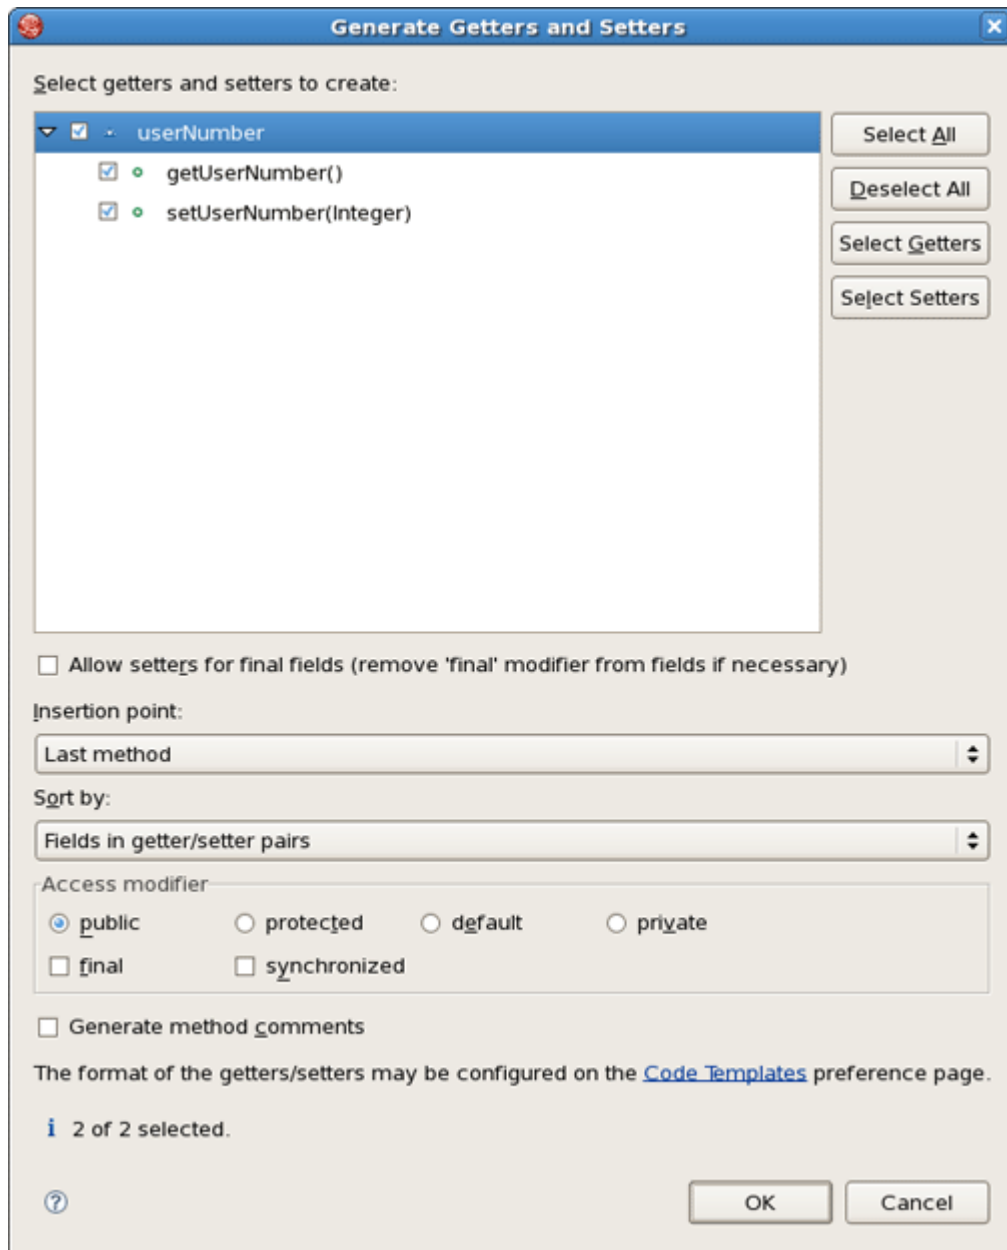 Generate Getters and Setters
Select getters and setters to create:
userNumber
getUserNumber()
setUserNumber(Integer)
Select All
Deselect All
Select Getters
Select Setters
Allow setters for final fields (remove 'final' modifier from fields if necessary)
Insertion point:
Last method
Sort by:
Fields in getter/setter pairs
Access modifier
public protected default private
final synchronized
Generate method comments
The format of the getters/setters may be configured on the Code Templates preference page.
i 2 of 2 selected.
?
OK Cancel